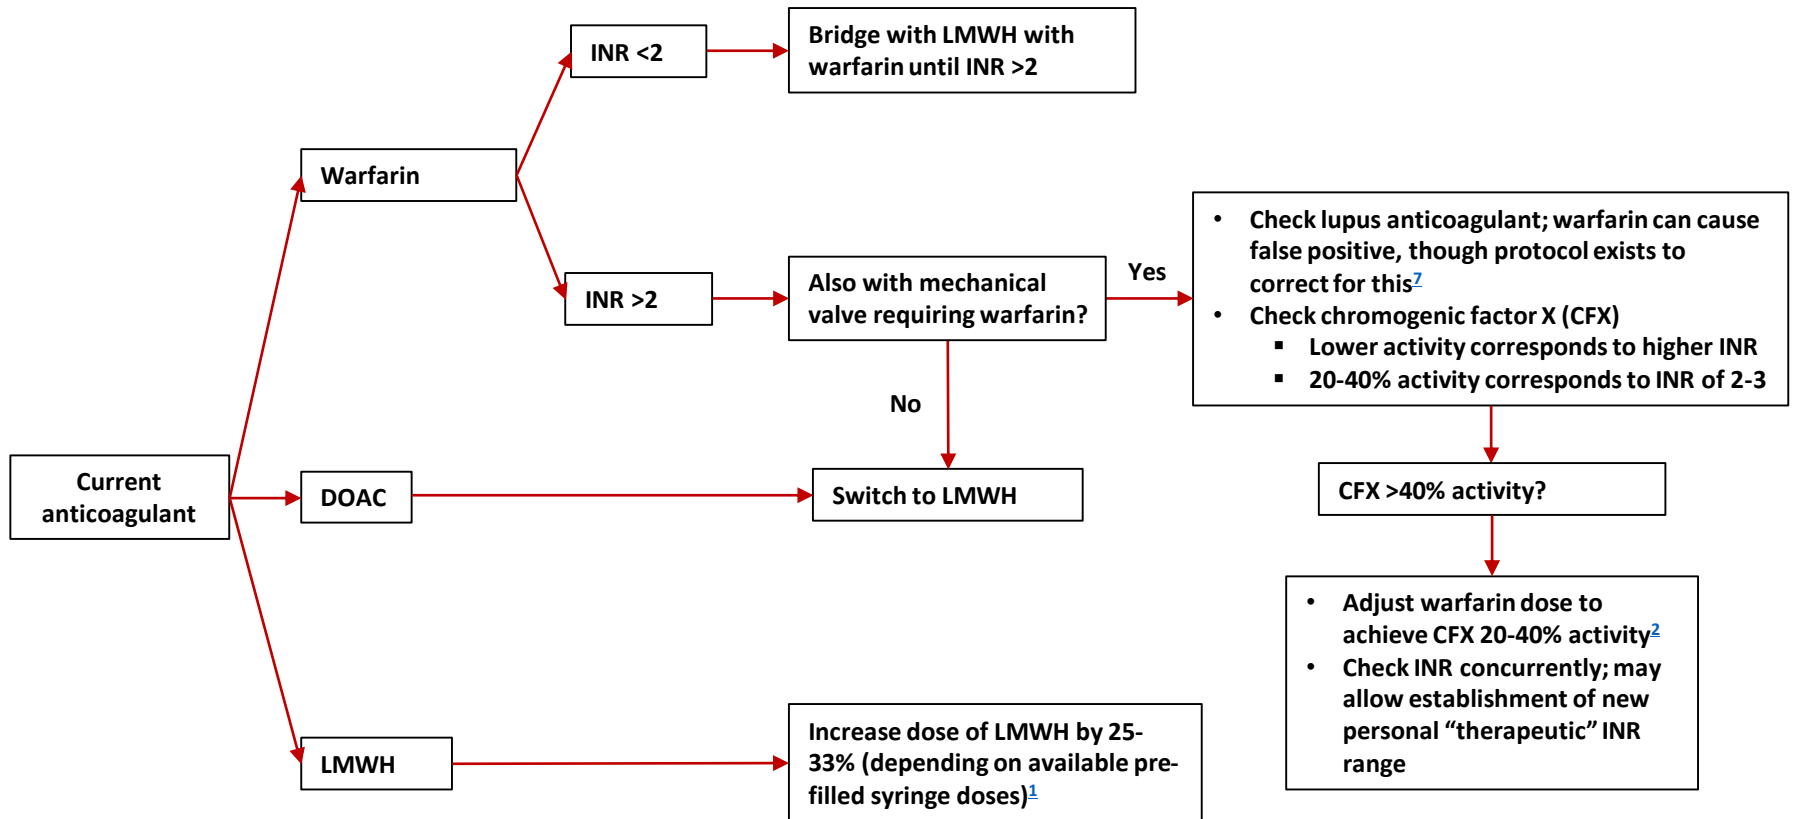 INR <2
Bridge with LMWH with
warfarin until INR >2
Warfarin
INR >2
Also with mechanical
valve requiring warfarin?
Yes
No
• Check lupus anticoagulant; warfarin can cause
false positive, though protocol exists to
correct for this7
• Check chromogenic factor X (CFX)
▪ Lower activity corresponds to higher INR
▪ 20-40% activity corresponds to INR of 2-3
Current
anticoagulant
DOAC
Switch to LMWH
CFX >40% activity?
• Adjust warfarin dose to
achieve CFX 20-40% activity2
• Check INR concurrently; may
allow establishment of new
personal “therapeutic” INR
range
LMWH
Increase dose of LMWH by 25-
33% (depending on available pre-
filled syringe doses)1